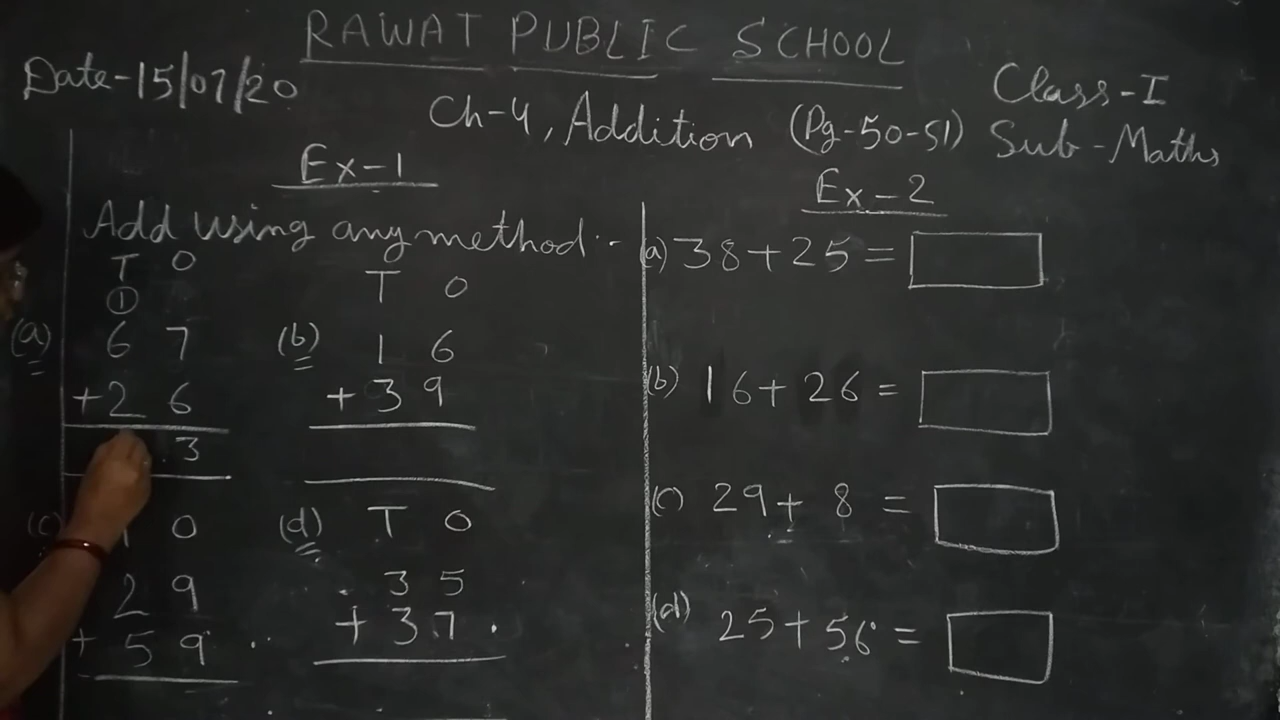 RAWAT PUBLIC SCHOOL
Date-15/07/20
Class-I
Ch-4, Addition (Pg-50-51) Sub-Maths
Ex-1
Add using any method:-
T O
①
(a) 6 7
+2 6
3
T O
(b) 1 6
+3 9
(c) O
2 9
+5 9
(d) T O
3 5
+3 7
Ex-2
(a) 38+25=
(b) 16+26=
(c) 29+8=
(d) 25+56=